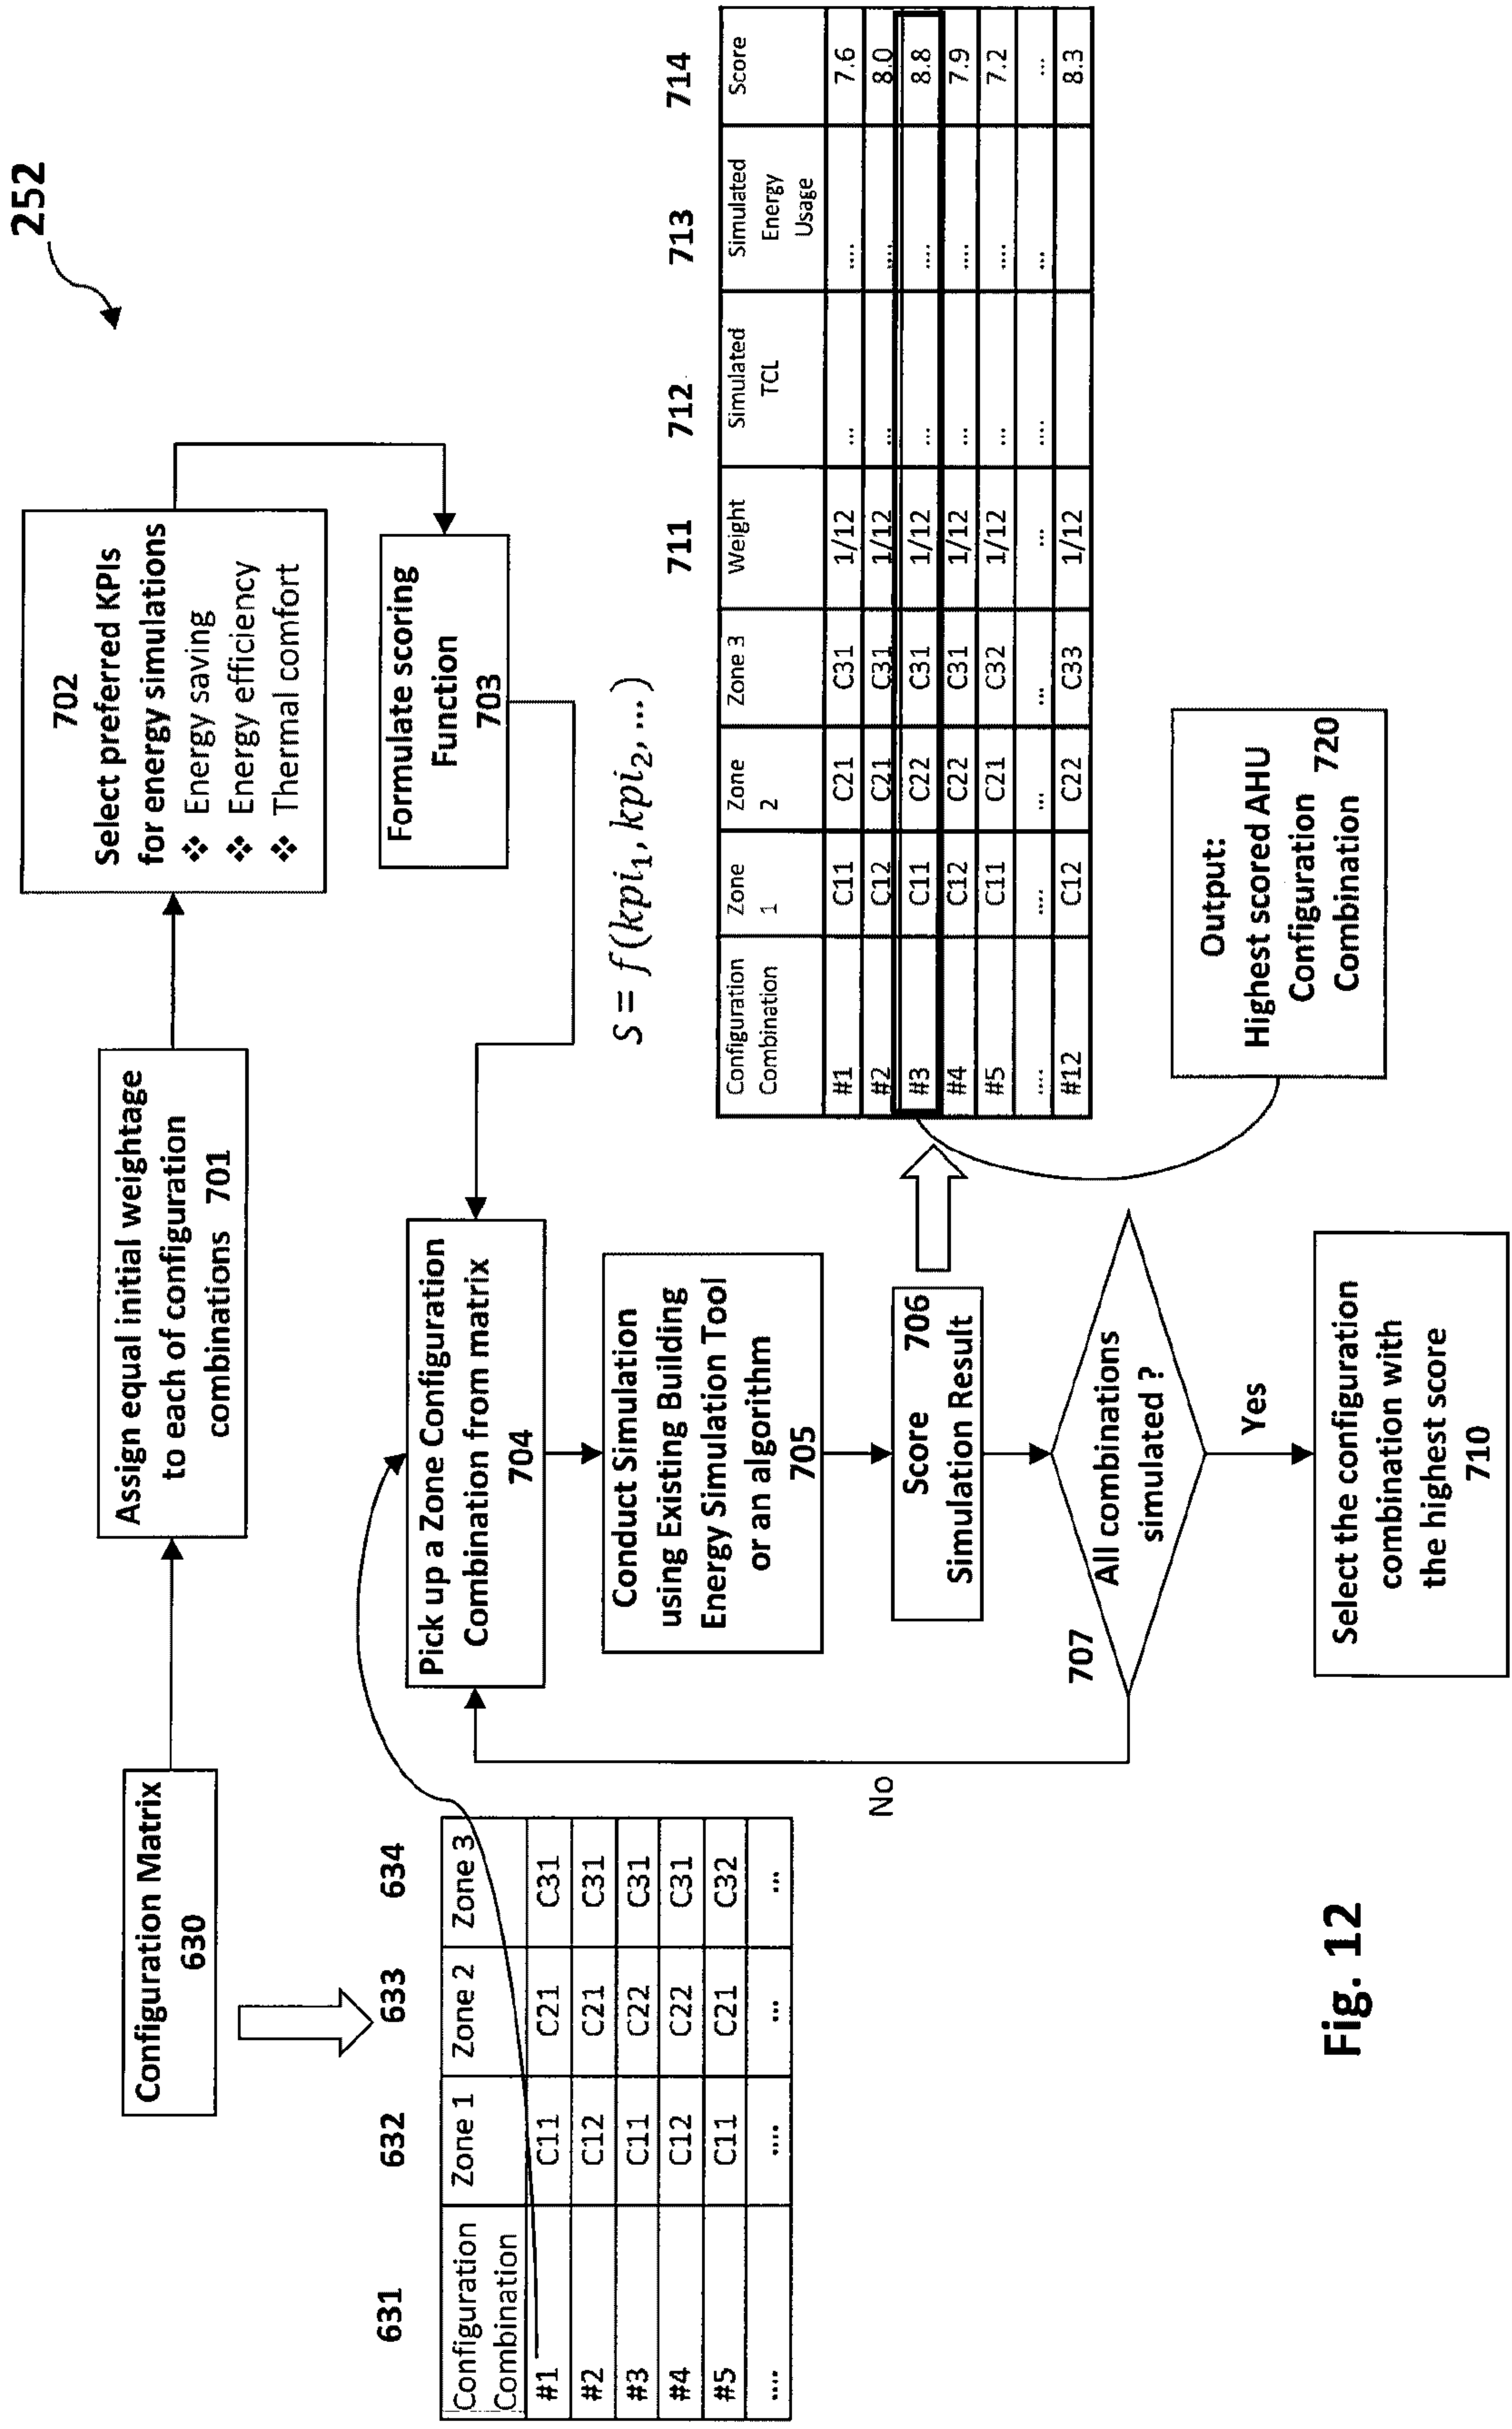 252
Configuration Matrix
630
Assign equal initial weightage
to each of configuration
combinations 701
702
Select preferred KPIs
for energy simulations
❖ Energy saving
❖ Energy efficiency
❖ Thermal comfort
Formulate scoring
Function
703
S = f(kpi₁, kpi₂, ...)
631 632 633 634
Configuration Combination Zone 1 Zone 2 Zone 3
#1 C11 C21 C31
#2 C12 C21 C31
#3 C11 C22 C31
#4 C12 C22 C31
#5 C11 C21 C32
.... .... ... ...
Pick up a Zone Configuration
Combination from matrix
704
Conduct Simulation
using Existing Building
Energy Simulation Tool
or an algorithm
705
Score 706
Simulation Result
707
All combinations
simulated ?
No
Yes
Select the configuration
combination with
the highest score
710
711 712 713 714
Configuration Combination Zone 1 Zone 2 Zone 3 Weight Simulated TCL Simulated Energy Usage Score
#1 C11 C21 C31 1/12 ... .... 7.6
#2 C12 C21 C31 1/12 ... .... 8.0
#3 C11 C22 C31 1/12 ... .... 8.8
#4 C12 C22 C31 1/12 ... .... 7.9
#5 C11 C21 C32 1/12 ... .... 7.2
.... .... ... ... ... .... ... ...
#12 C12 C22 C33 1/12 8.3
Output:
Highest scored AHU
Configuration 720
Combination
Fig. 12